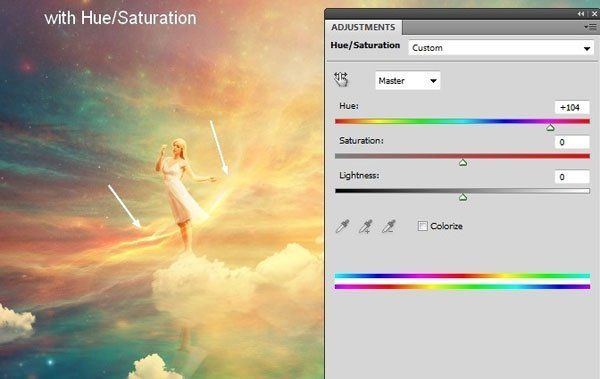 with Hue/Saturation
ADJUSTMENTS
Hue/Saturation Custom
Master
Hue: +104
Saturation: 0
Lightness: 0
Colorize